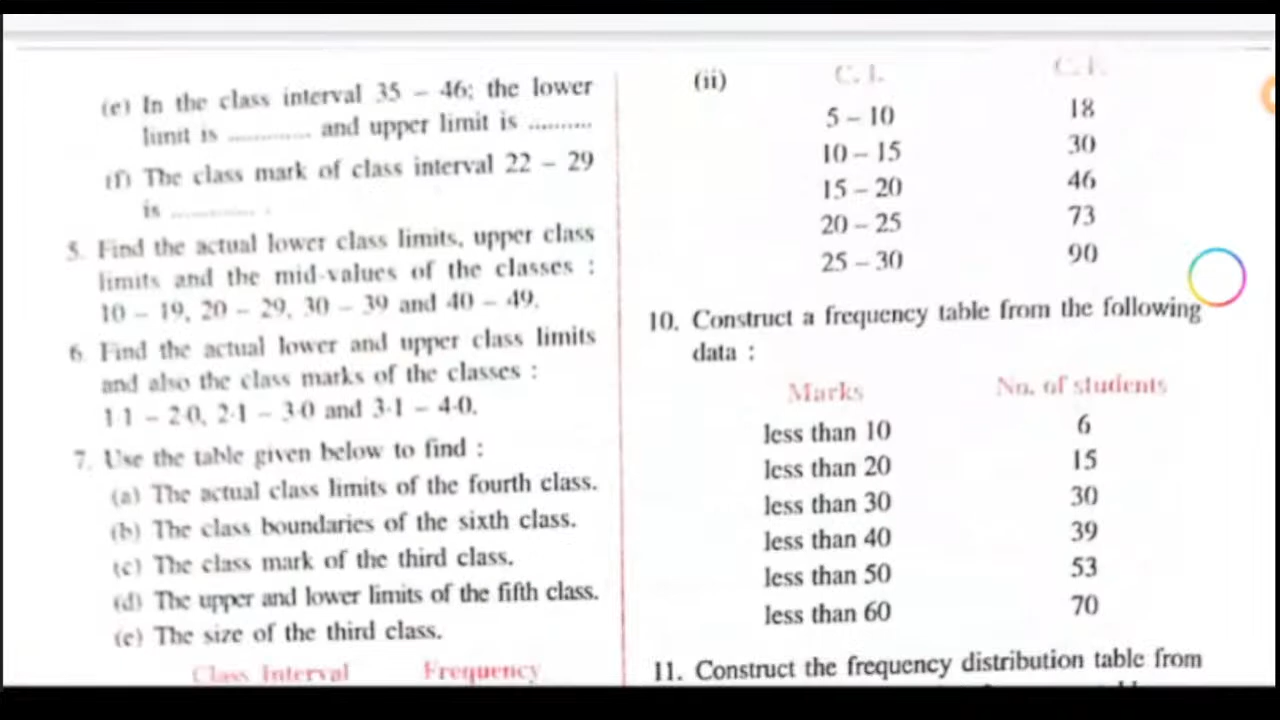 (e) In the class interval 35 – 46; the lower
limit is ............. and upper limit is ..........
(f) The class mark of class interval 22 – 29
is ............. .
5. Find the actual lower class limits, upper class
limits and the mid-values of the classes :
10 – 19, 20 – 29, 30 – 39 and 40 – 49.
6. Find the actual lower and upper class limits
and also the class marks of the classes :
1·1 – 2·0, 2·1 – 3·0 and 3·1 – 4·0.
7. Use the table given below to find :
(a) The actual class limits of the fourth class.
(b) The class boundaries of the sixth class.
(c) The class mark of the third class.
(d) The upper and lower limits of the fifth class.
(e) The size of the third class.
Class Interval Frequency
(ii) C. I. C. F.
5 – 10 18
10 – 15 30
15 – 20 46
20 – 25 73
25 – 30 90
10. Construct a frequency table from the following
data :
Marks No. of students
less than 10 6
less than 20 15
less than 30 30
less than 40 39
less than 50 53
less than 60 70
11. Construct the frequency distribution table from